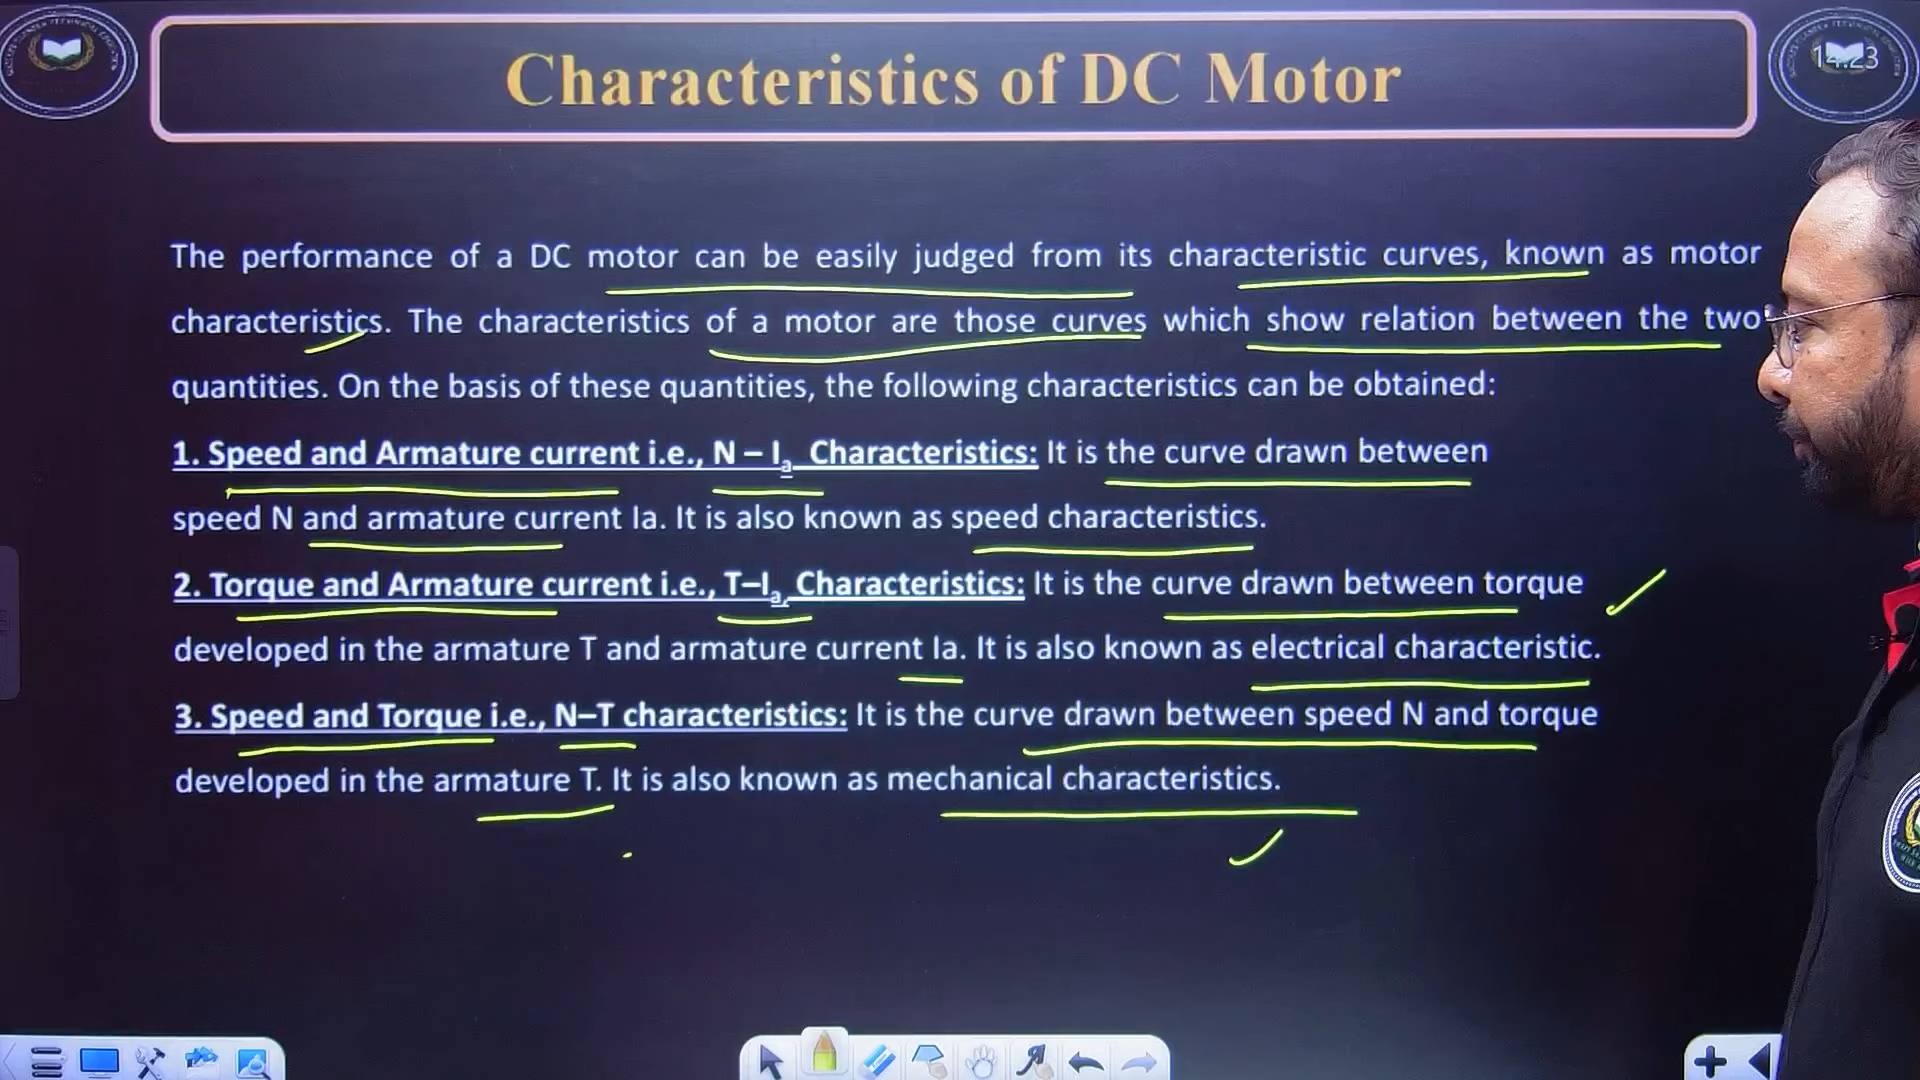 Characteristics of DC Motor
14:23
The performance of a DC motor can be easily judged from its characteristic curves, known as motor
characteristics. The characteristics of a motor are those curves which show relation between the two
quantities. On the basis of these quantities, the following characteristics can be obtained:
1. Speed and Armature current i.e., N – Ia Characteristics: It is the curve drawn between
speed N and armature current Ia. It is also known as speed characteristics.
2. Torque and Armature current i.e., T–Ia, Characteristics: It is the curve drawn between torque
developed in the armature T and armature current Ia. It is also known as electrical characteristic.
3. Speed and Torque i.e., N–T characteristics: It is the curve drawn between speed N and torque
developed in the armature T. It is also known as mechanical characteristics.